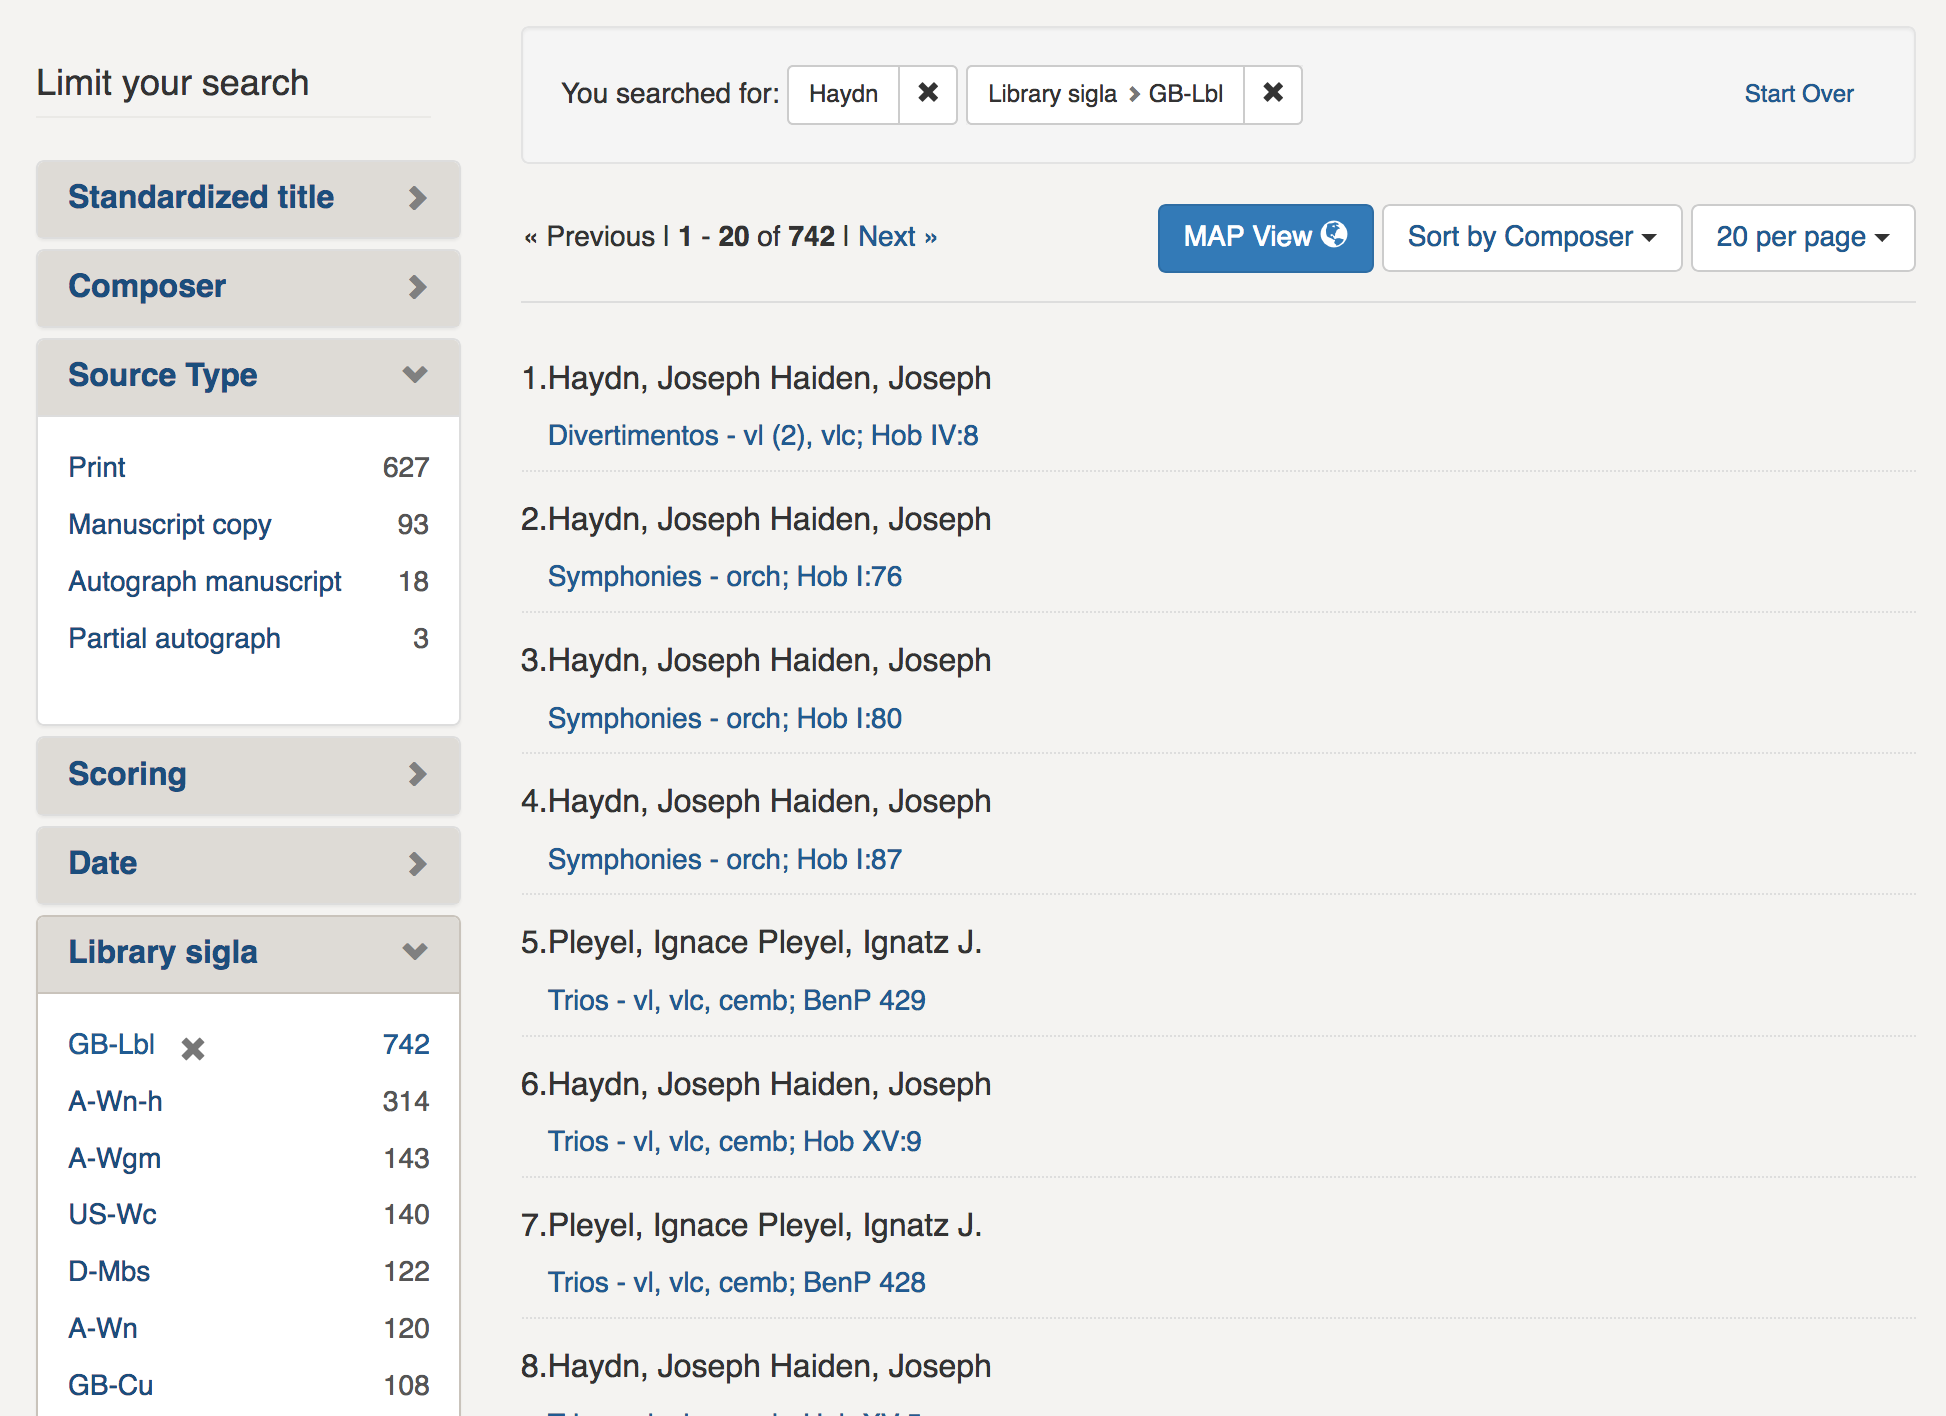 Limit your search
Standardized title
Composer
Source Type
Print 627
Manuscript copy 93
Autograph manuscript 18
Partial autograph 3
Scoring
Date
Library sigla
GB-Lbl ✖ 742
A-Wn-h 314
A-Wgm 143
US-Wc 140
D-Mbs 122
A-Wn 120
GB-Cu 108
You searched for: Haydn ✖ Library sigla > GB-Lbl ✖ Start Over
« Previous | 1 - 20 of 742 | Next » MAP View Sort by Composer 20 per page
1.Haydn, Joseph Haiden, Joseph
Divertimentos - vl (2), vlc; Hob IV:8
2.Haydn, Joseph Haiden, Joseph
Symphonies - orch; Hob I:76
3.Haydn, Joseph Haiden, Joseph
Symphonies - orch; Hob I:80
4.Haydn, Joseph Haiden, Joseph
Symphonies - orch; Hob I:87
5.Pleyel, Ignace Pleyel, Ignatz J.
Trios - vl, vlc, cemb; BenP 429
6.Haydn, Joseph Haiden, Joseph
Trios - vl, vlc, cemb; Hob XV:9
7.Pleyel, Ignace Pleyel, Ignatz J.
Trios - vl, vlc, cemb; BenP 428
8.Haydn, Joseph Haiden, Joseph